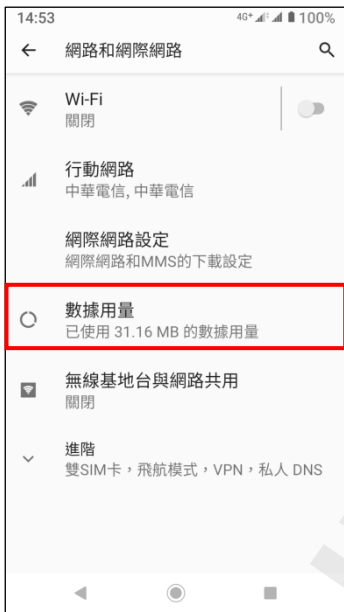 14:53 4G+ 100%
網路和網際網路
Wi-Fi
關閉
行動網路
中華電信, 中華電信
網際網路設定
網際網路和MMS的下載設定
數據用量
已使用 31.16 MB 的數據用量
無線基地台與網路共用
關閉
進階
雙SIM卡，飛航模式，VPN，私人 DNS